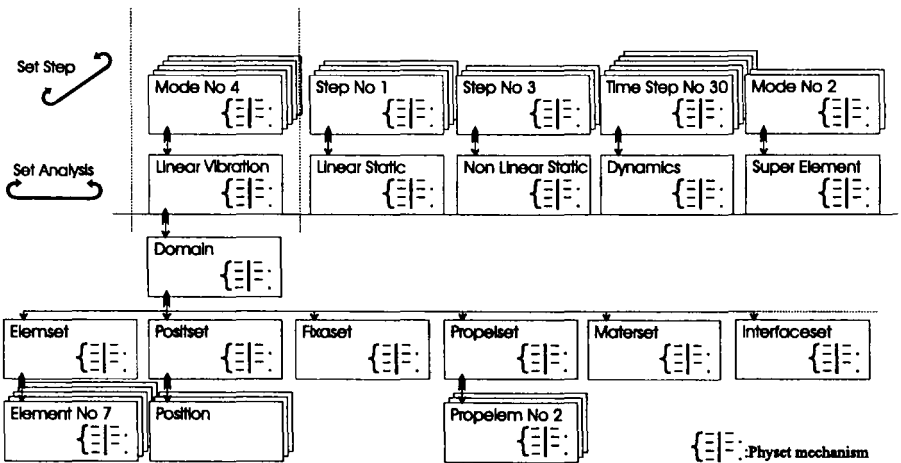 Set Step
Mode No 4
Step No 1
Step No 3
Time Step No 30
Mode No 2
Set Analysis
Linear Vibration
Linear Static
Non Linear Static
Dynamics
Super Element
Domain
Elemset
Positset
Fixaset
Propelset
Materset
Interfaceset
Element No 7
Position
Propelem No 2
:Physet mechanism